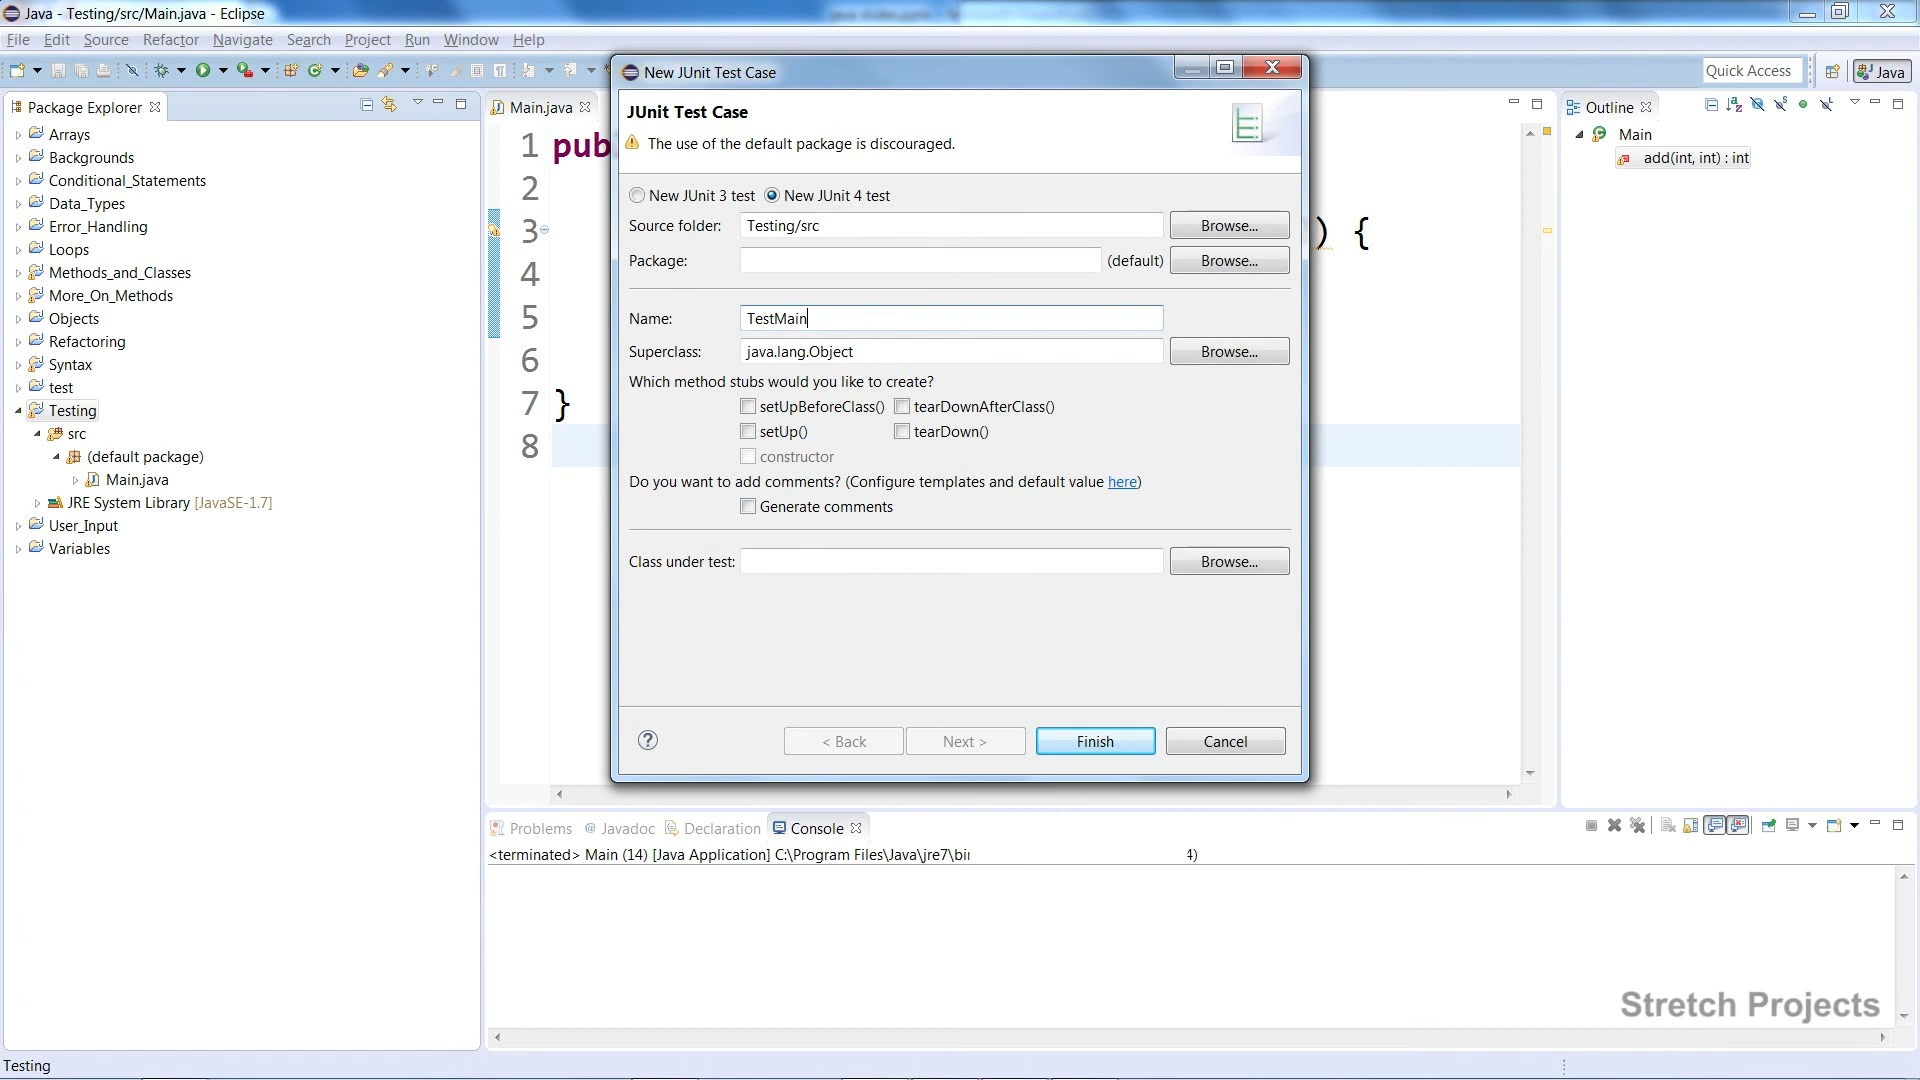 Java - Testing/src/Main.java - Eclipse
File Edit Source Refactor Navigate Search Project Run Window Help
Quick Access
Java
Package Explorer
Arrays
Backgrounds
Conditional_Statements
Data_Types
Error_Handling
Loops
Methods_and_Classes
More_On_Methods
Objects
Refactoring
Syntax
test
Testing
src
(default package)
Main.java
JRE System Library [JavaSE-1.7]
User_Input
Variables
Main.java
1 pub
2
3 ) {
4
5
6
7 }
8
New JUnit Test Case
JUnit Test Case
The use of the default package is discouraged.
New JUnit 3 test New JUnit 4 test
Source folder: Testing/src Browse...
Package: (default) Browse...
Name: TestMain
Superclass: java.lang.Object Browse...
Which method stubs would you like to create?
setUpBeforeClass() tearDownAfterClass()
setUp() tearDown()
constructor
Do you want to add comments? (Configure templates and default value here)
Generate comments
Class under test: Browse...
? < Back Next > Finish Cancel
Outline
Main
add(int, int) : int
Problems @ Javadoc Declaration Console
<terminated> Main (14) [Java Application] C:\Program Files\Java\jre7\bin 4)
Stretch Projects
Testing